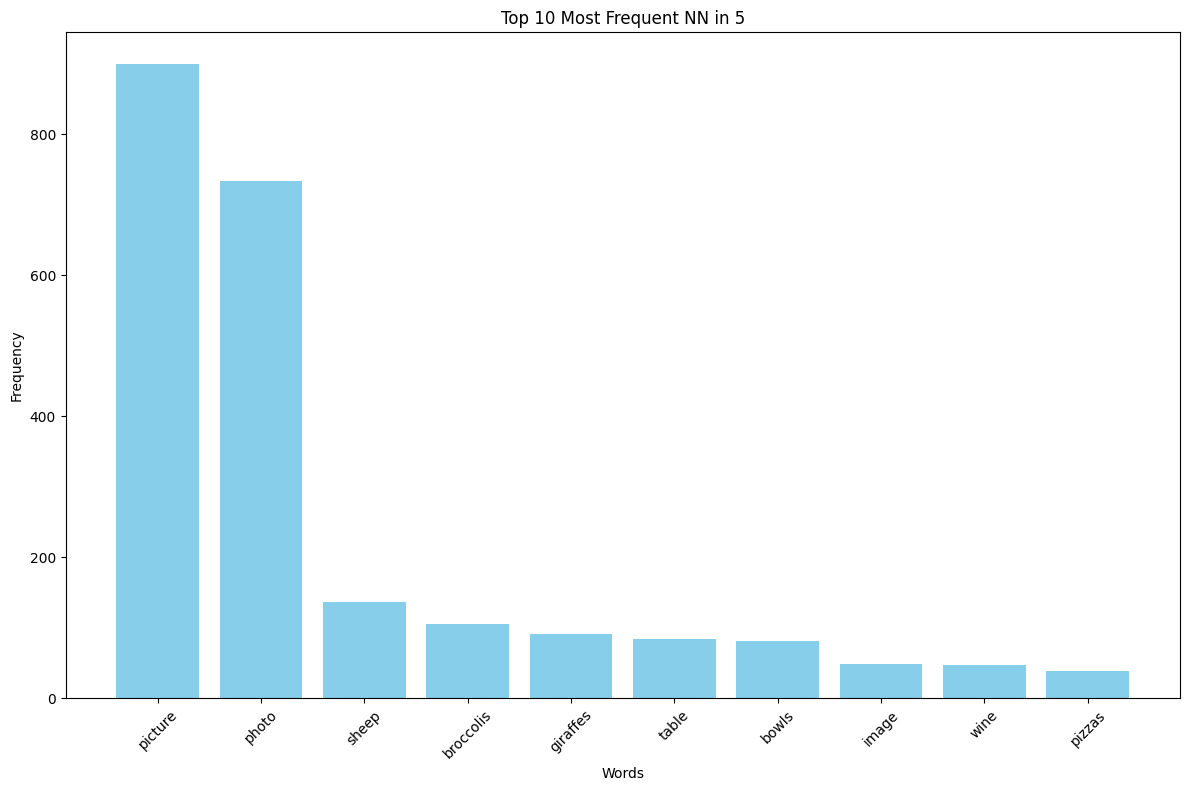 Top 10 Most Frequent NN in 5
Frequency
800
600
400
200
0
picture
photo
sheep
broccolis
giraffes
table
bowls
image
wine
pizzas
Words